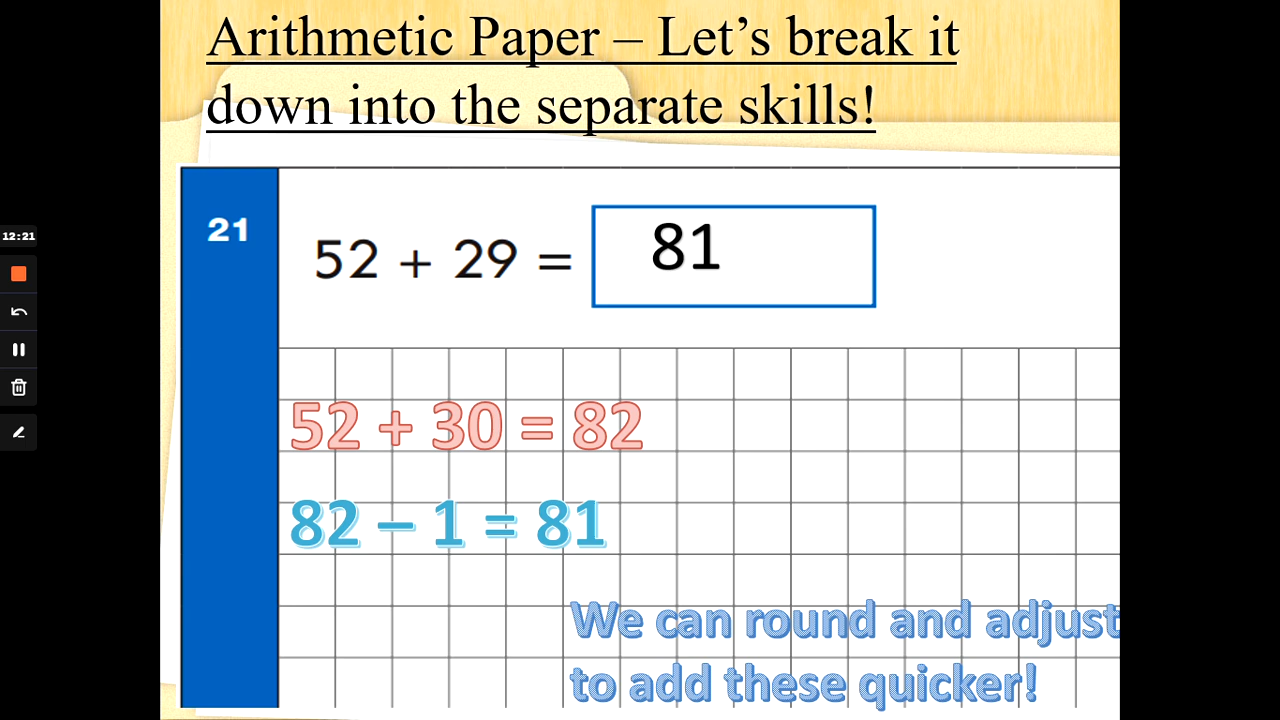 Arithmetic Paper – Let’s break it
down into the separate skills!
12:21
21
52 + 29 = 81
52 + 30 = 82
82 – 1 = 81
We can round and adjust
to add these quicker!